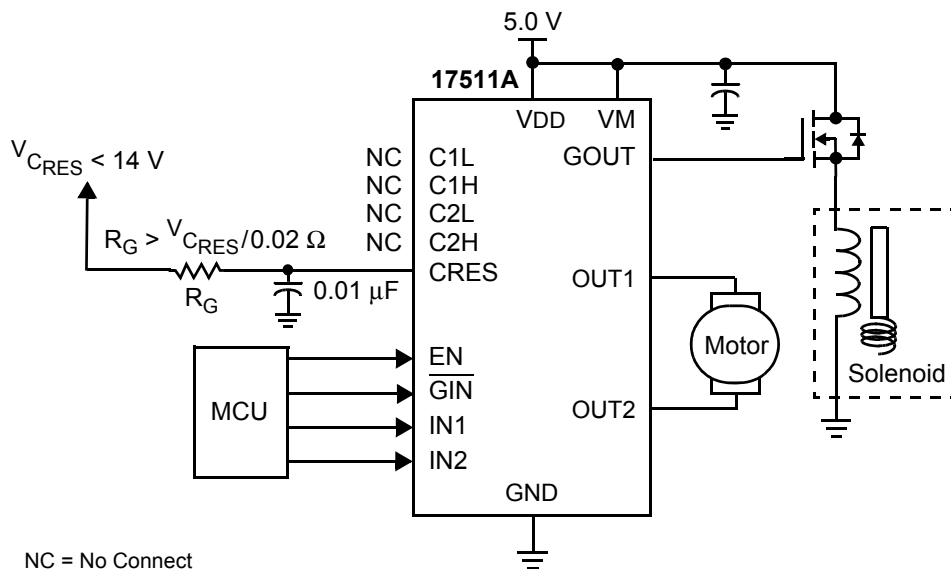 5.0 V
17511A
VDD
VM
GOUT
V_CRES < 14 V
NC C1L
NC C1H
NC C2L
NC C2H
R_G > V_CRES/0.02 Ω
CRES
R_G
0.01 µF
OUT1
Motor
OUT2
Solenoid
MCU
EN
GIN
IN1
IN2
GND
NC = No Connect